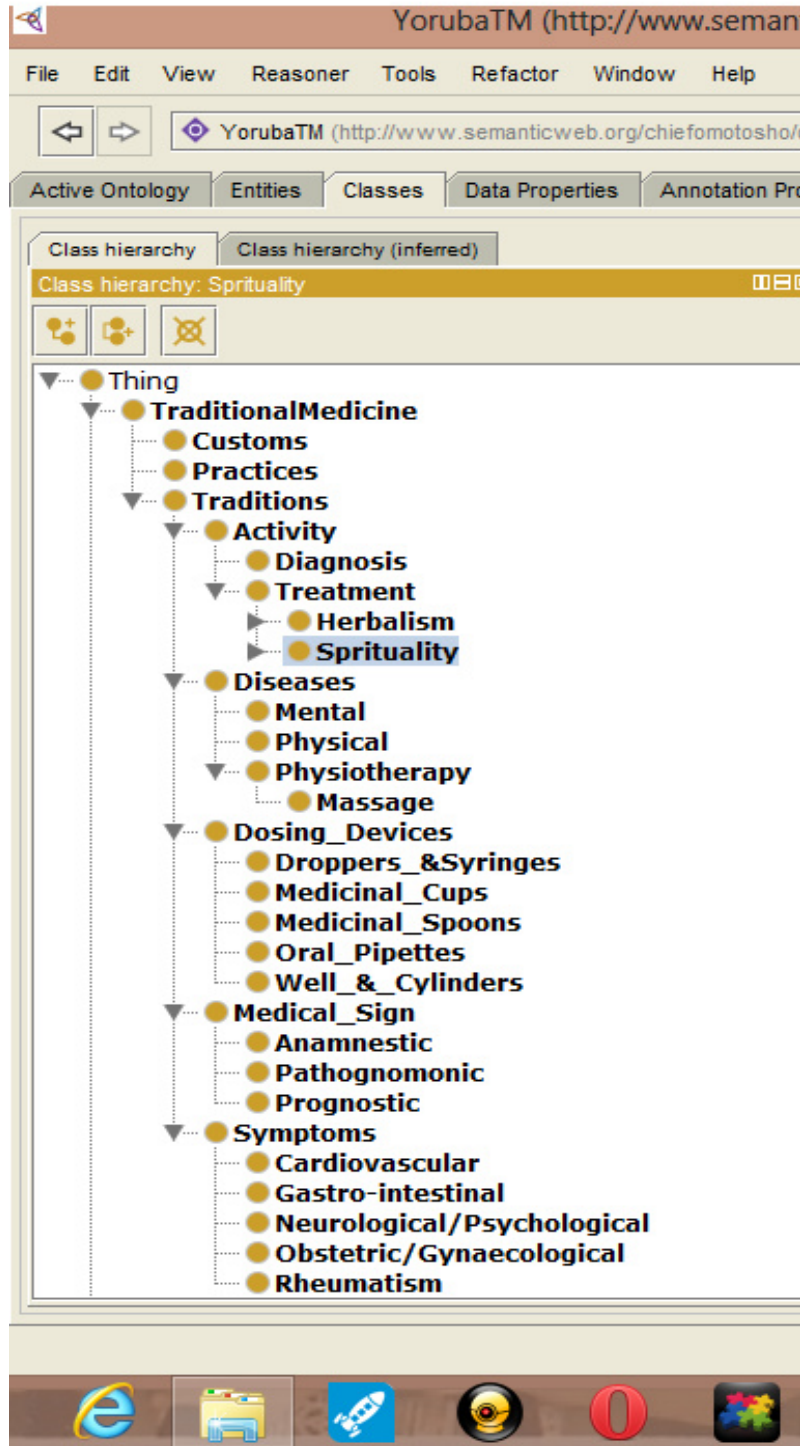 YorubaTM (http://www.seman
File Edit View Reasoner Tools Refactor Window Help
YorubaTM (http://www.semanticweb.org/chiefomotosho/
Active Ontology Entities Classes Data Properties Annotation Pro
Class hierarchy Class hierarchy (inferred)
Class hierarchy: Sprituality
Thing
TraditionalMedicine
Customs
Practices
Traditions
Activity
Diagnosis
Treatment
Herbalism
Sprituality
Diseases
Mental
Physical
Physiotherapy
Massage
Dosing_Devices
Droppers_&Syringes
Medicinal_Cups
Medicinal_Spoons
Oral_Pipettes
Well_&_Cylinders
Medical_Sign
Anamnestic
Pathognomonic
Prognostic
Symptoms
Cardiovascular
Gastro-intestinal
Neurological/Psychological
Obstetric/Gynaecological
Rheumatism